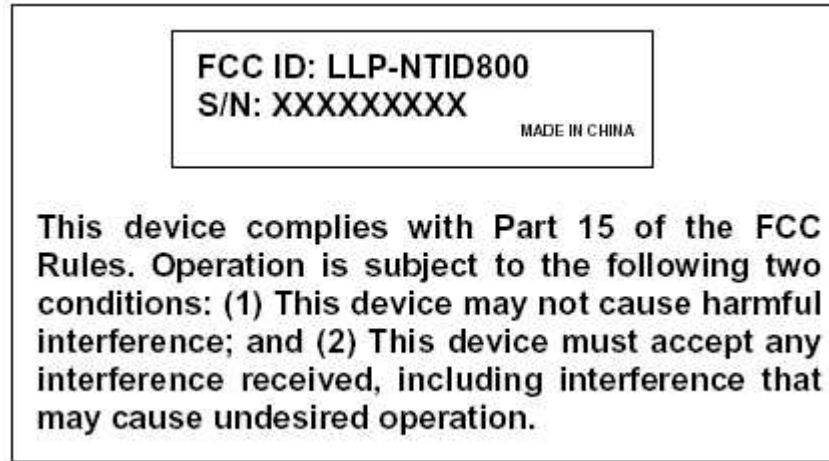 FCC ID: LLP-NTID800
S/N: XXXXXXXXX
MADE IN CHINA
This device complies with Part 15 of the FCC
Rules. Operation is subject to the following two
conditions: (1) This device may not cause harmful
interference; and (2) This device must accept any
interference received, including interference that
may cause undesired operation.